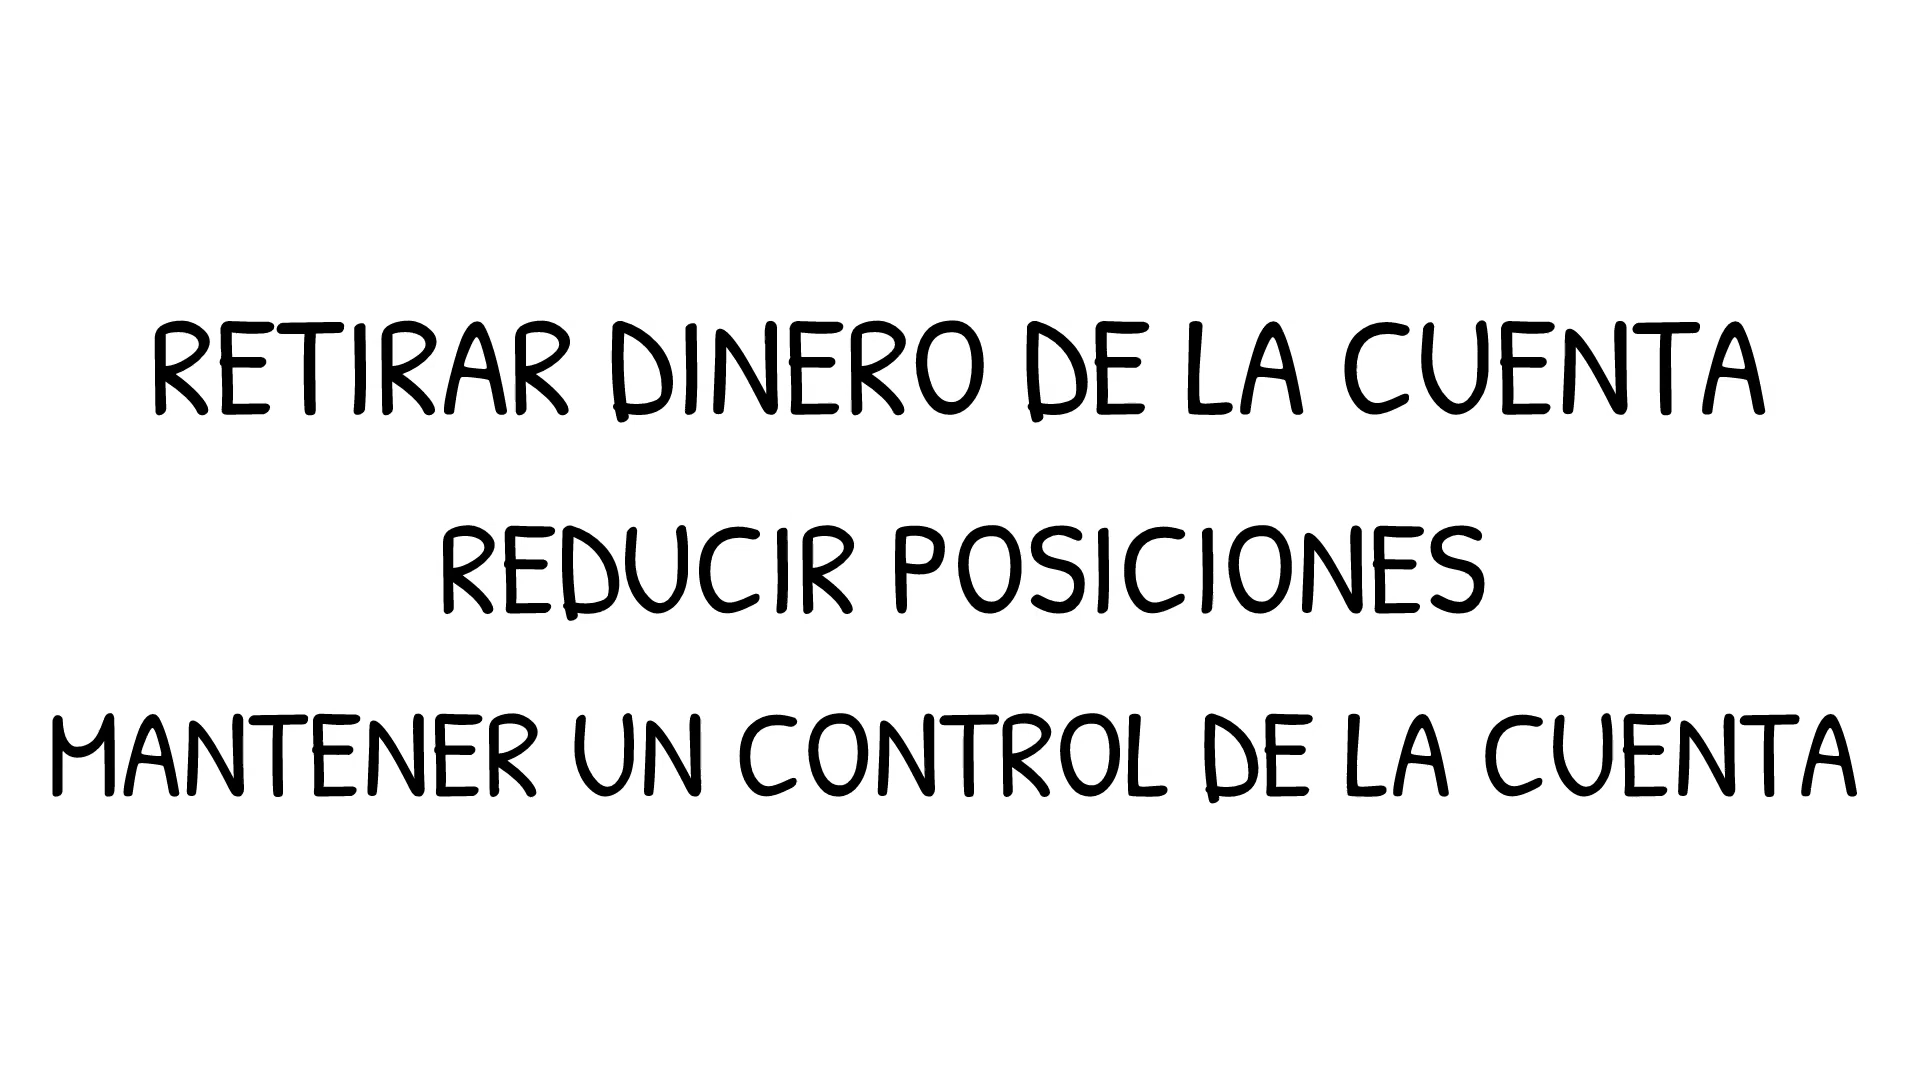 RETIRAR DINERO DE LA CUENTA
REDUCIR POSICIONES
MANTENER UN CONTROL DE LA CUENTA